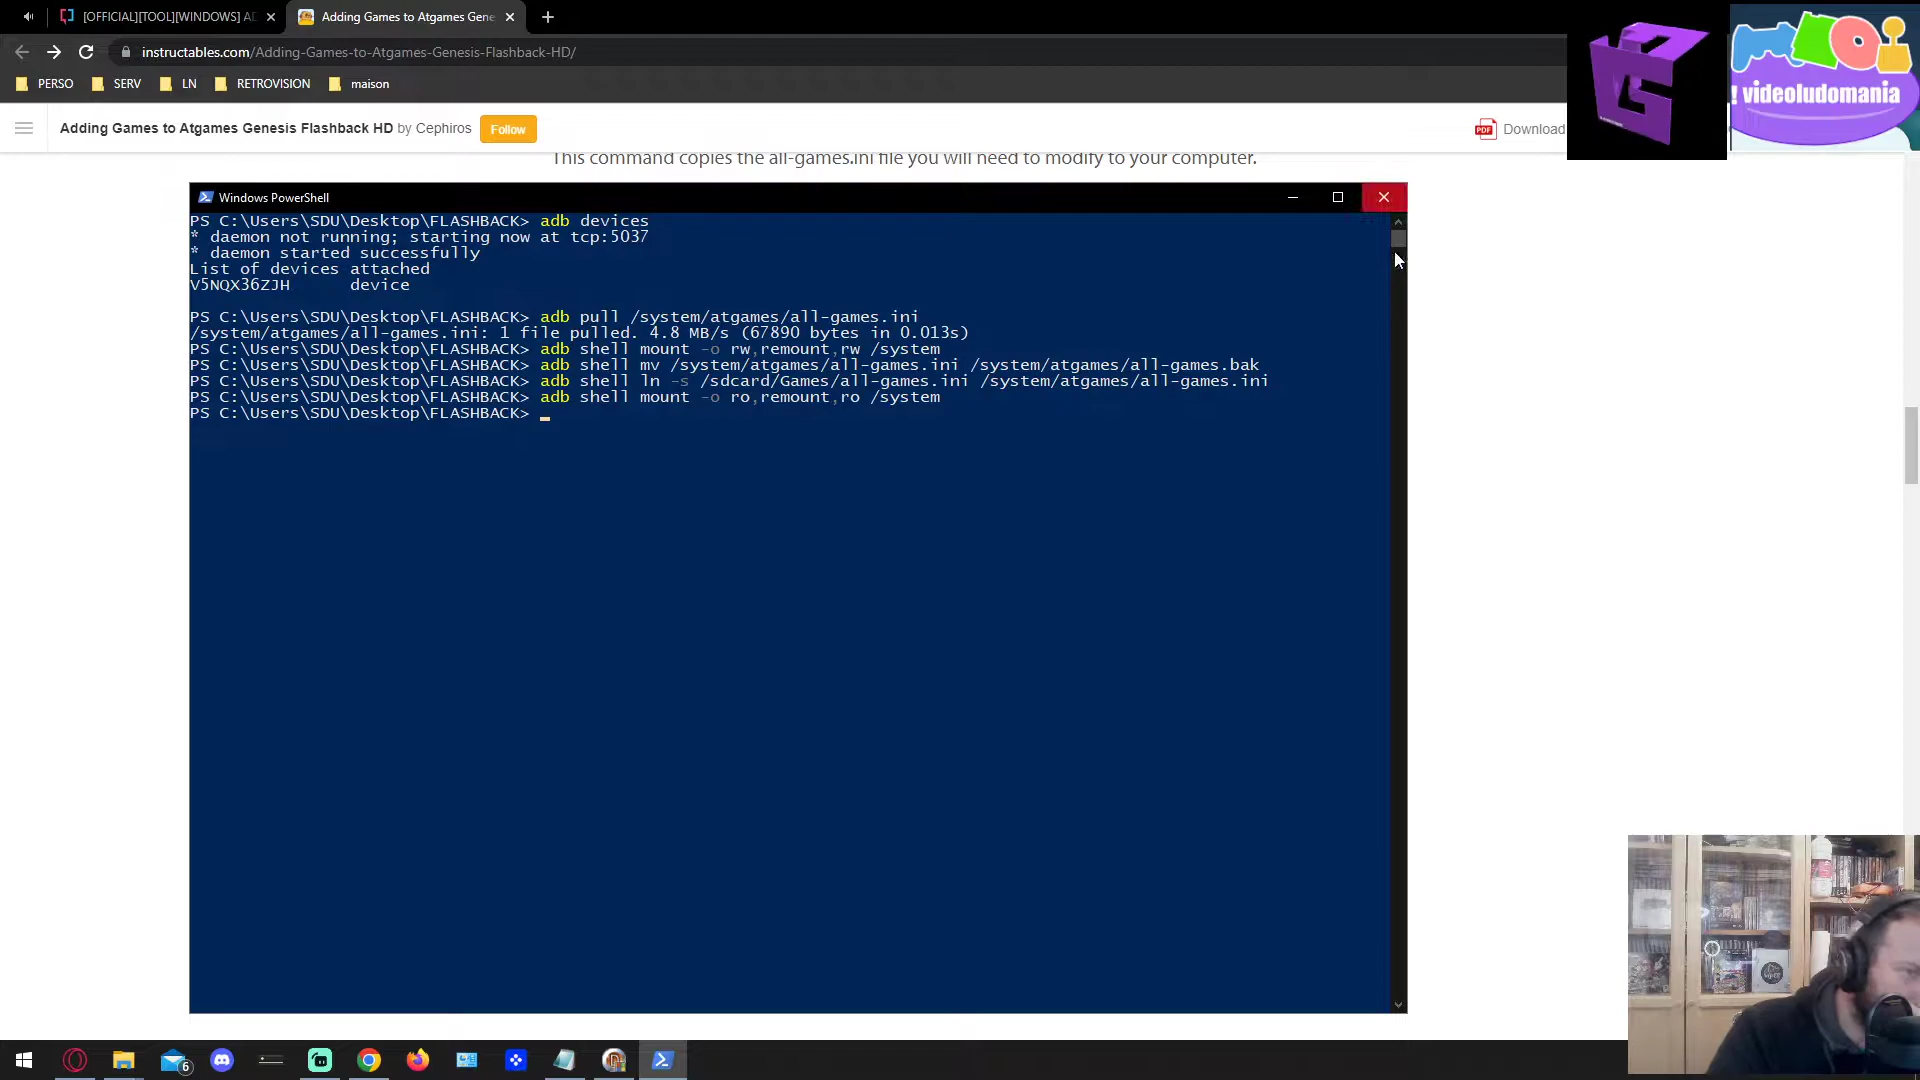 [OFFICIAL][TOOL][WINDOWS] AD
Adding Games to Atgames Gene
instructables.com/Adding-Games-to-Atgames-Genesis-Flashback-HD/
PERSO
SERV
LN
RETROVISION
maison
Adding Games to Atgames Genesis Flashback HD by Cephiros
Follow
PDF
Download
! videoludomania
This command copies the all-games.ini file you will need to modify to your computer.
Windows PowerShell
PS C:\Users\SDU\Desktop\FLASHBACK> adb devices
* daemon not running; starting now at tcp:5037
* daemon started successfully
List of devices attached
V5NQX36ZJH      device
PS C:\Users\SDU\Desktop\FLASHBACK> adb pull /system/atgames/all-games.ini
/system/atgames/all-games.ini: 1 file pulled. 4.8 MB/s (67890 bytes in 0.013s)
PS C:\Users\SDU\Desktop\FLASHBACK> adb shell mount -o rw,remount,rw /system
PS C:\Users\SDU\Desktop\FLASHBACK> adb shell mv /system/atgames/all-games.ini /system/atgames/all-games.bak
PS C:\Users\SDU\Desktop\FLASHBACK> adb shell ln -s /sdcard/Games/all-games.ini /system/atgames/all-games.ini
PS C:\Users\SDU\Desktop\FLASHBACK> adb shell mount -o ro,remount,ro /system
PS C:\Users\SDU\Desktop\FLASHBACK>
6